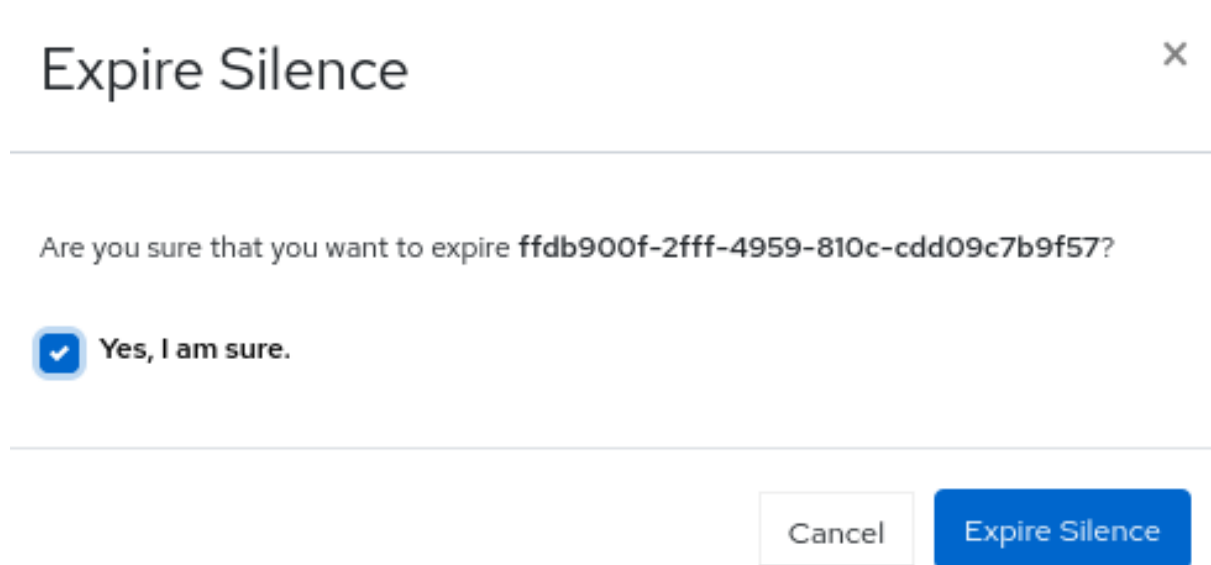 Expire Silence
Are you sure that you want to expire ffdb900f-2fff-4959-810c-cdd09c7b9f57?
Yes, I am sure.
Cancel
Expire Silence